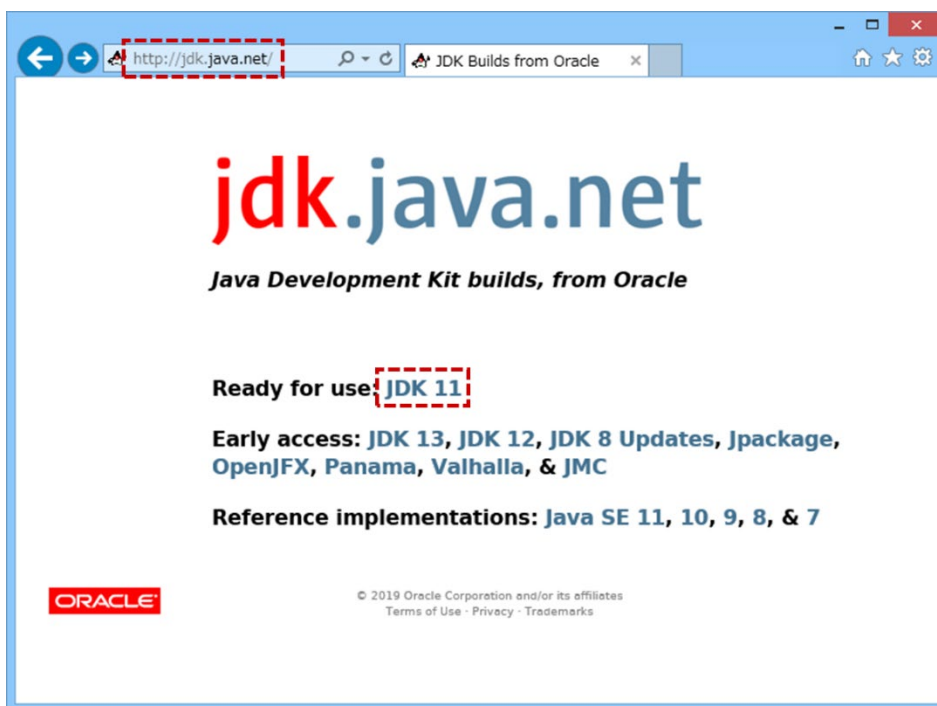 http://jdk.java.net/
JDK Builds from Oracle
jdk.java.net
Java Development Kit builds, from Oracle
Ready for use: JDK 11
Early access: JDK 13, JDK 12, JDK 8 Updates, Jpackage,
OpenJFX, Panama, Valhalla, & JMC
Reference implementations: Java SE 11, 10, 9, 8, & 7
ORACLE
© 2019 Oracle Corporation and/or its affiliates
Terms of Use · Privacy · Trademarks